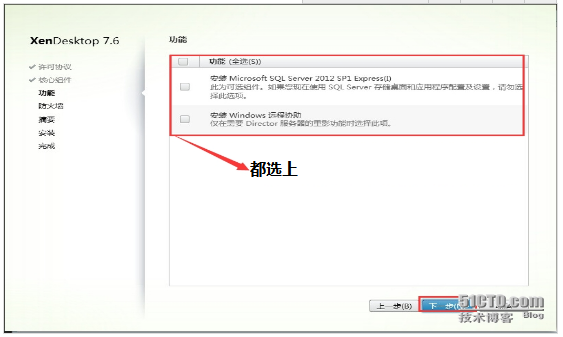 XenDesktop 7.6
许可协议
核心组件
功能
防火墙
摘要
安装
完成
功能
功能 (全选(S))
安装 Microsoft SQL Server 2012 SP1 Express(I)
此为可选组件。如果您现在使用 SQL Server 存储桌面和应用程序配置及设置，请勿选
择此选项。
安装 Windows 远程协助
仅在需要 Director 服务器的重影功能时选择此项。
都选上
上一步(B)
下一步
51CTO.com
技术博客 Blog